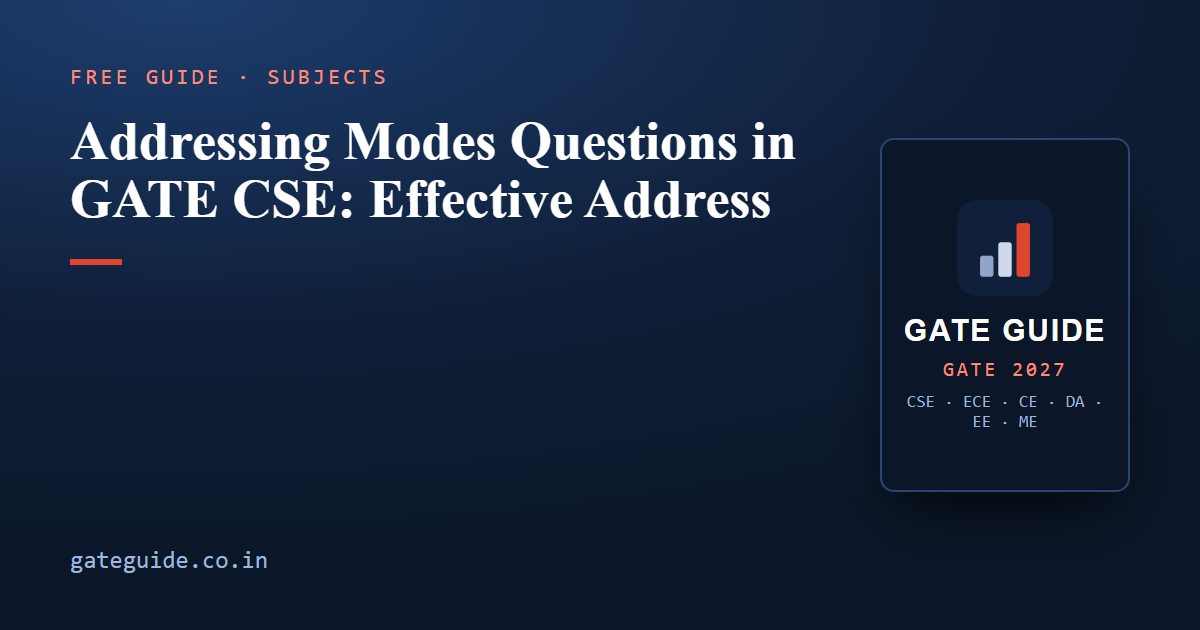 FREE GUIDE · SUBJECTS
Addressing Modes Questions in
GATE CSE: Effective Address
GATE GUIDE
GATE 2027
CSE · ECE · CE · DA ·
EE · ME
gateguide.co.in